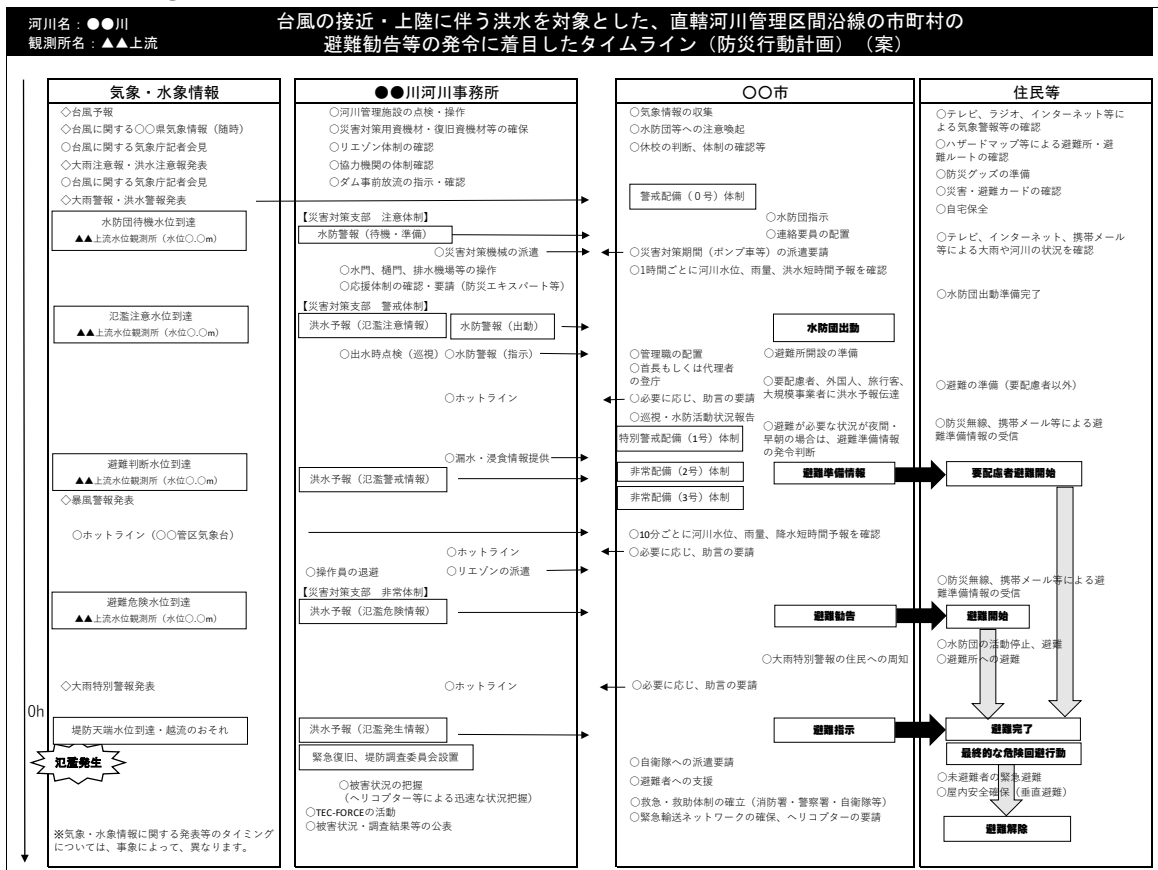 河川名：●●川
観測所名：▲▲上流
台風の接近・上陸に伴う洪水を対象とした、直轄河川管理区間沿線の市町村の
避難勧告等の発令に着目したタイムライン（防災行動計画）（案）
気象・水象情報
◇台風予報
◇台風に関する〇〇県気象情報（随時）
○台風に関する気象庁記者会見
◇大雨注意報・洪水注意報発表
○台風に関する気象庁記者会見
◇大雨警報・洪水警報発表
水防団待機水位到達
▲▲上流水位観測所（水位〇.〇m）
氾濫注意水位到達
▲▲上流水位観測所（水位〇.〇m）
避難判断水位到達
▲▲上流水位観測所（水位〇.〇m）
◇暴風警報発表
○ホットライン（〇〇管区気象台）
避難危険水位到達
▲▲上流水位観測所（水位〇.〇m）
◇大雨特別警報発表
0h
堤防天端水位到達・越流のおそれ
氾濫発生
※気象・水象情報に関する発表等のタイミング
については、事象によって、異なります。
●●川河川事務所
○河川管理施設の点検・操作
○災害対策用資機材・復旧資機材等の確保
○リエゾン体制の確認
○協力機関の体制確認
○ダム事前放流の指示・確認
【災害対策支部　注意体制】
水防警報（待機・準備）
○災害対策機械の派遣
○水門、樋門、排水機場等の操作
○応援体制の確認・要請（防災エキスパート等）
【災害対策支部　警戒体制】
洪水予報（氾濫注意情報）
水防警報（出動）
○出水時点検（巡視）
○水防警報（指示）
○ホットライン
○漏水・浸食情報提供
洪水予報（氾濫警戒情報）
○ホットライン
○操作員の退避
○リエゾンの派遣
【災害対策支部　非常体制】
洪水予報（氾濫危険情報）
○ホットライン
洪水予報（氾濫発生情報）
緊急復旧、堤防調査委員会設置
○被害状況の把握
（ヘリコプター等による迅速な状況把握）
○TEC-FORCEの活動
○被害状況・調査結果等の公表
〇〇市
○気象情報の収集
○水防団等への注意喚起
○休校の判断、体制の確認等
警戒配備（０号）体制
○水防団指示
○連絡要員の配置
○災害対策期間（ポンプ車等）の派遣要請
○1時間ごとに河川水位、雨量、洪水短時間予報を確認
水防団出動
○管理職の配置
○避難所開設の準備
○首長もしくは代理者
の登庁
○要配慮者、外国人、旅行客、
大規模事業者に洪水予報伝達
○必要に応じ、助言の要請
○巡視・水防活動状況報告
○避難が必要な状況が夜間・
早朝の場合は、避難準備情報
の発令判断
特別警戒配備（1号）体制
非常配備（2号）体制
避難準備情報
非常配備（3号）体制
○10分ごとに河川水位、雨量、降水短時間予報を確認
○必要に応じ、助言の要請
避難勧告
○大雨特別警報の住民への周知
○必要に応じ、助言の要請
避難指示
○自衛隊への派遣要請
○避難者への支援
○救急・救助体制の確立（消防署・警察署・自衛隊等）
○緊急輸送ネットワークの確保、ヘリコプターの要請
住民等
○テレビ、ラジオ、インターネット等に
よる気象警報等の確認
○ハザードマップ等による避難所・避
難ルートの確認
○防災グッズの準備
○災害・避難カードの確認
○自宅保全
○テレビ、インターネット、携帯メール
等による大雨や河川の状況を確認
○水防団出動準備完了
○避難の準備（要配慮者以外）
○防災無線、携帯メール等による避
難準備情報の受信
要配慮者避難開始
○防災無線、携帯メール等による避
難準備情報の受信
避難開始
○水防団の活動停止、避難
○避難所への避難
避難完了
最終的な危険回避行動
○未避難者の緊急避難
○屋内安全確保（垂直避難）
避難解除